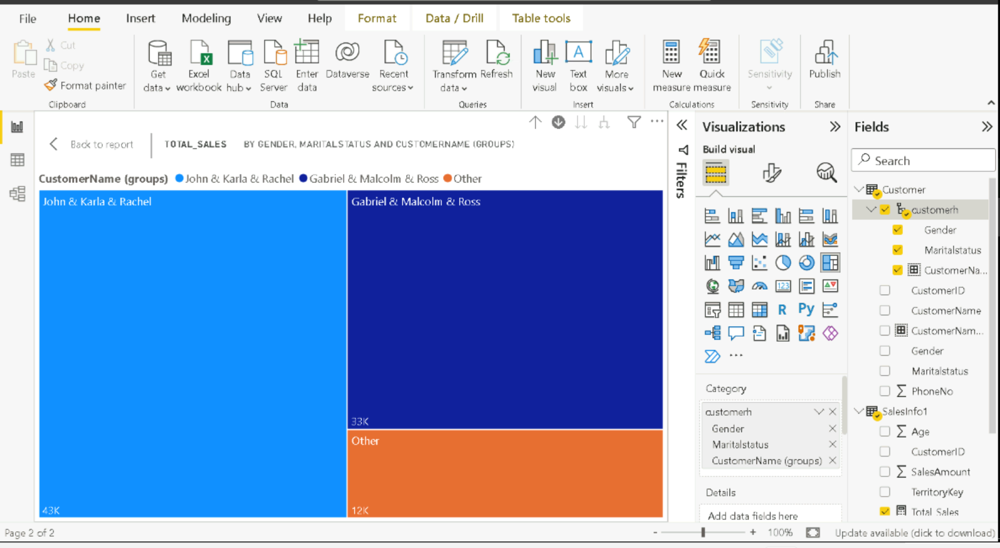 File Home Insert Modeling View Help Format Data / Drill Table tools
Paste
Cut
Copy
Format painter
Clipboard
Get data
Excel workbook
Data hub
SQL Server
Enter data
Dataverse
Recent sources
Data
Transform data
Refresh
Queries
New visual
Text box
More visuals
Insert
New measure
Quick measure
Calculations
Sensitivity
Sensitivity
Publish
Share
Back to report
TOTAL_SALES BY GENDER, MARITALSTATUS AND CUSTOMERNAME (GROUPS)
CustomerName (groups) John & Karla & Rachel Gabriel & Malcolm & Ross Other
John & Karla & Rachel
43K
Gabriel & Malcolm & Ross
33K
Other
12K
Filters
Visualizations
Build visual
123
R
Py
Category
customerh
Gender
Maritalstatus
CustomerName (groups)
Details
Add data fields here
Fields
Search
Customer
customerh
Gender
Maritalstatus
CustomerNa...
CustomerID
CustomerName
CustomerNam...
Gender
Maritalstatus
PhoneNo
SalesInfo1
Age
CustomerID
SalesAmount
TerritoryKey
Total Sales
Page 2 of 2
- + 100%
Update available (click to download)